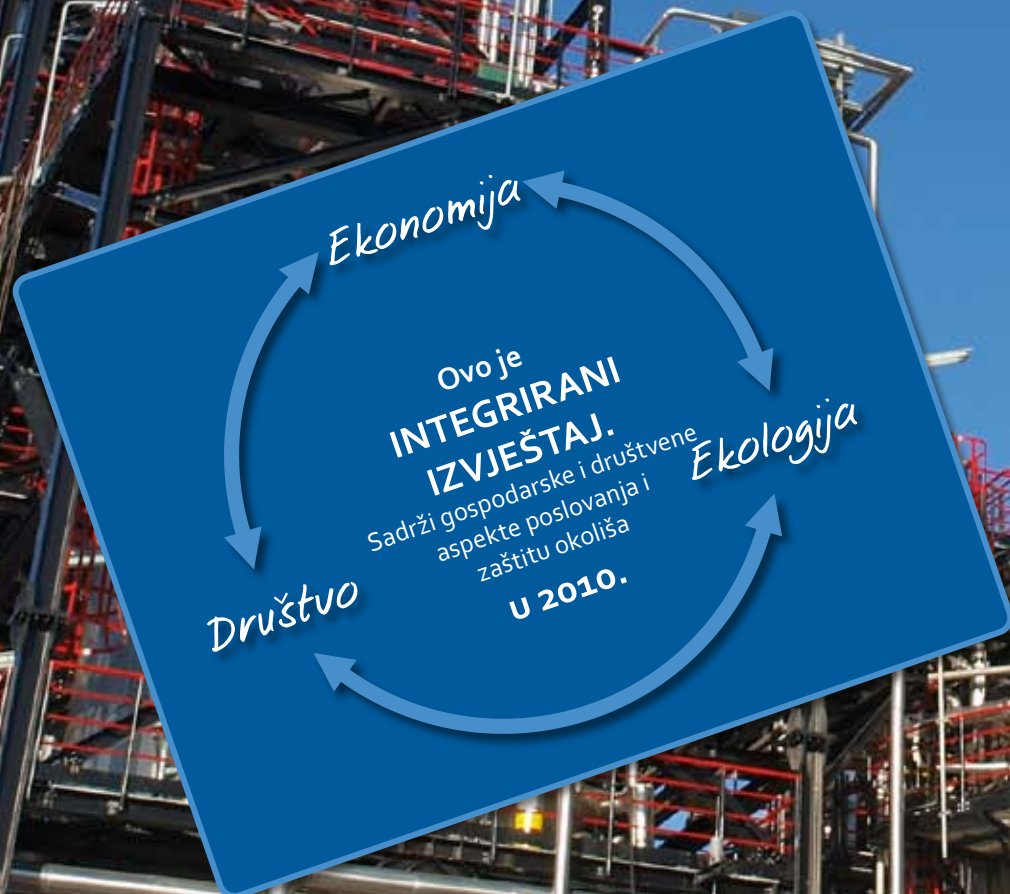 Ekonomija
Ovo je
INTEGRIRANI
IZVJEŠTAJ.
Sadrži gospodarske i društvene
aspekte poslovanja i
zaštitu okoliša
u 2010.
Ekologija
Društvo